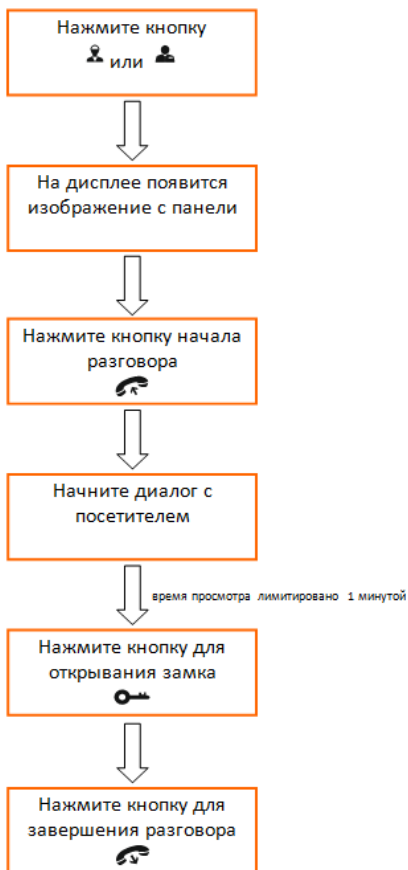 Нажмите кнопку
или
На дисплее появится
изображение с панели
Нажмите кнопку начала
разговора
Начните диалог с
посетителем
время просмотра лимитировано 1 минутой
Нажмите кнопку для
открывания замка
Нажмите кнопку для
завершения разговора